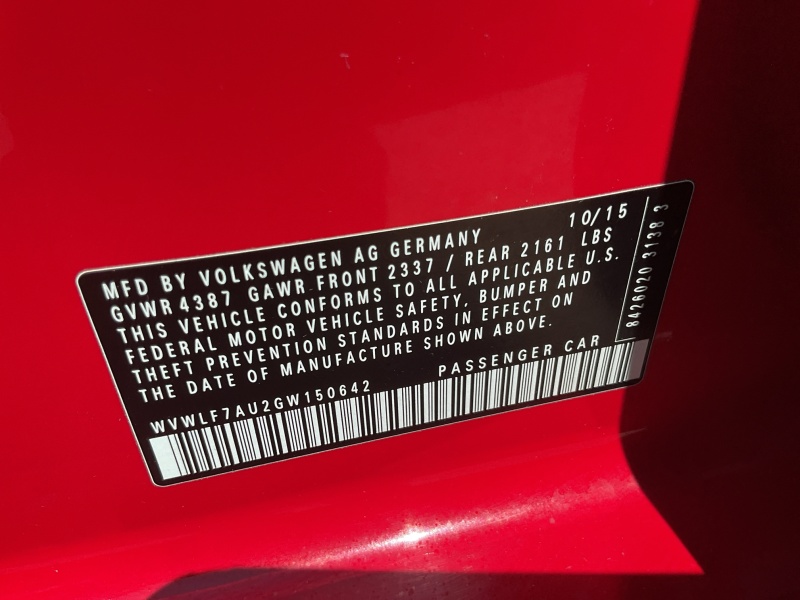 MFD BY VOLKSWAGEN AG GERMANY 10/15
GVWR 4387 GAWR FRONT 2337 / REAR 2161 LBS
THIS VEHICLE CONFORMS TO ALL APPLICABLE U.S.
FEDERAL MOTOR VEHICLE SAFETY, BUMPER AND
THEFT PREVENTION STANDARDS IN EFFECT ON
THE DATE OF MANUFACTURE SHOWN ABOVE.
WVWLF7AU2GW150642 PASSENGER CAR
8426020 3138 3